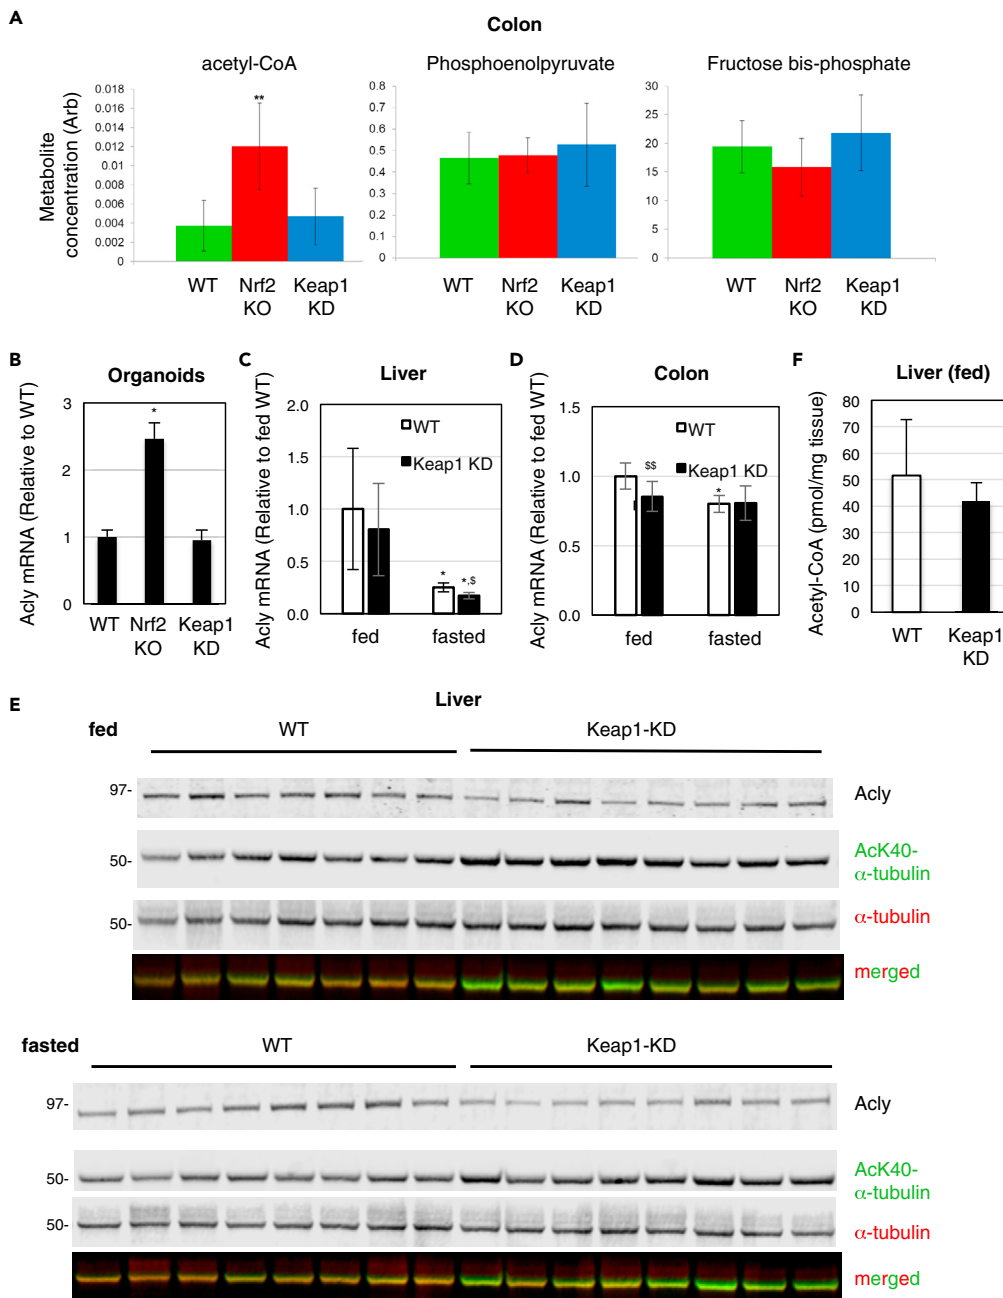 A
Colon
acetyl-CoA
Phosphoenolpyruvate
Fructose bis-phosphate
Metabolite
concentration (Arb)
0.018
0.016
0.014
0.012
0.01
0.008
0.006
0.004
0.002
0
**
WT
Nrf2
KO
Keap1
KD
0.8
0.7
0.6
0.5
0.4
0.3
0.2
0.1
0
WT
Nrf2
KO
Keap1
KD
30
25
20
15
10
5
0
WT
Nrf2
KO
Keap1
KD
B
Organoids
Acly mRNA (Relative to WT)
3
2
1
0
*
WT
Nrf2
KO
Keap1
KD
C
Liver
Acly mRNA (Relative to fed WT)
2.0
1.5
1.0
0.5
0.0
WT
Keap1 KD
*
*,$
fed
fasted
D
Colon
Acly mRNA (Relative to fed WT)
1.5
1.0
0.5
0.0
WT
Keap1 KD
$$
*
fed
fasted
F
Liver (fed)
Acetyl-CoA (pmol/mg tissue)
80
70
60
50
40
30
20
10
0
WT
Keap1
KD
E
Liver
fed
WT
Keap1-KD
97-
Acly
50-
AcK40-
α-tubulin
50-
α-tubulin
merged
fasted
WT
Keap1-KD
97-
Acly
50-
AcK40-
α-tubulin
50-
α-tubulin
merged